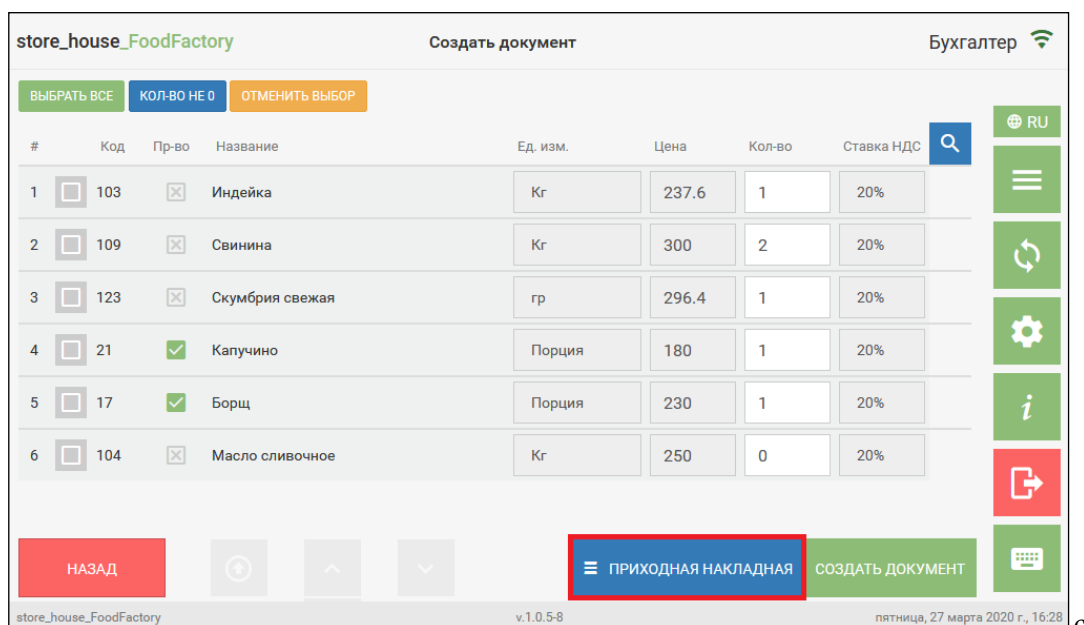 store_house_FoodFactory Создать документ Бухгалтер
ВЫБРАТЬ ВСЕ КОЛ-ВО НЕ 0 ОТМЕНИТЬ ВЫБОР
RU
# Код Пр-во Название Ед. изм. Цена Кол-во Ставка НДС
1 103 Индейка Кг 237.6 1 20%
2 109 Свинина Кг 300 2 20%
3 123 Скумбрия свежая гр 296.4 1 20%
4 21 Капучино Порция 180 1 20%
5 17 Борщ Порция 230 1 20%
i
6 104 Масло сливочное Кг 250 0 20%
НАЗАД ПРИХОДНАЯ НАКЛАДНАЯ СОЗДАТЬ ДОКУМЕНТ
store_house_FoodFactory v.1.0.5-8 пятница, 27 марта 2020 г., 16:28